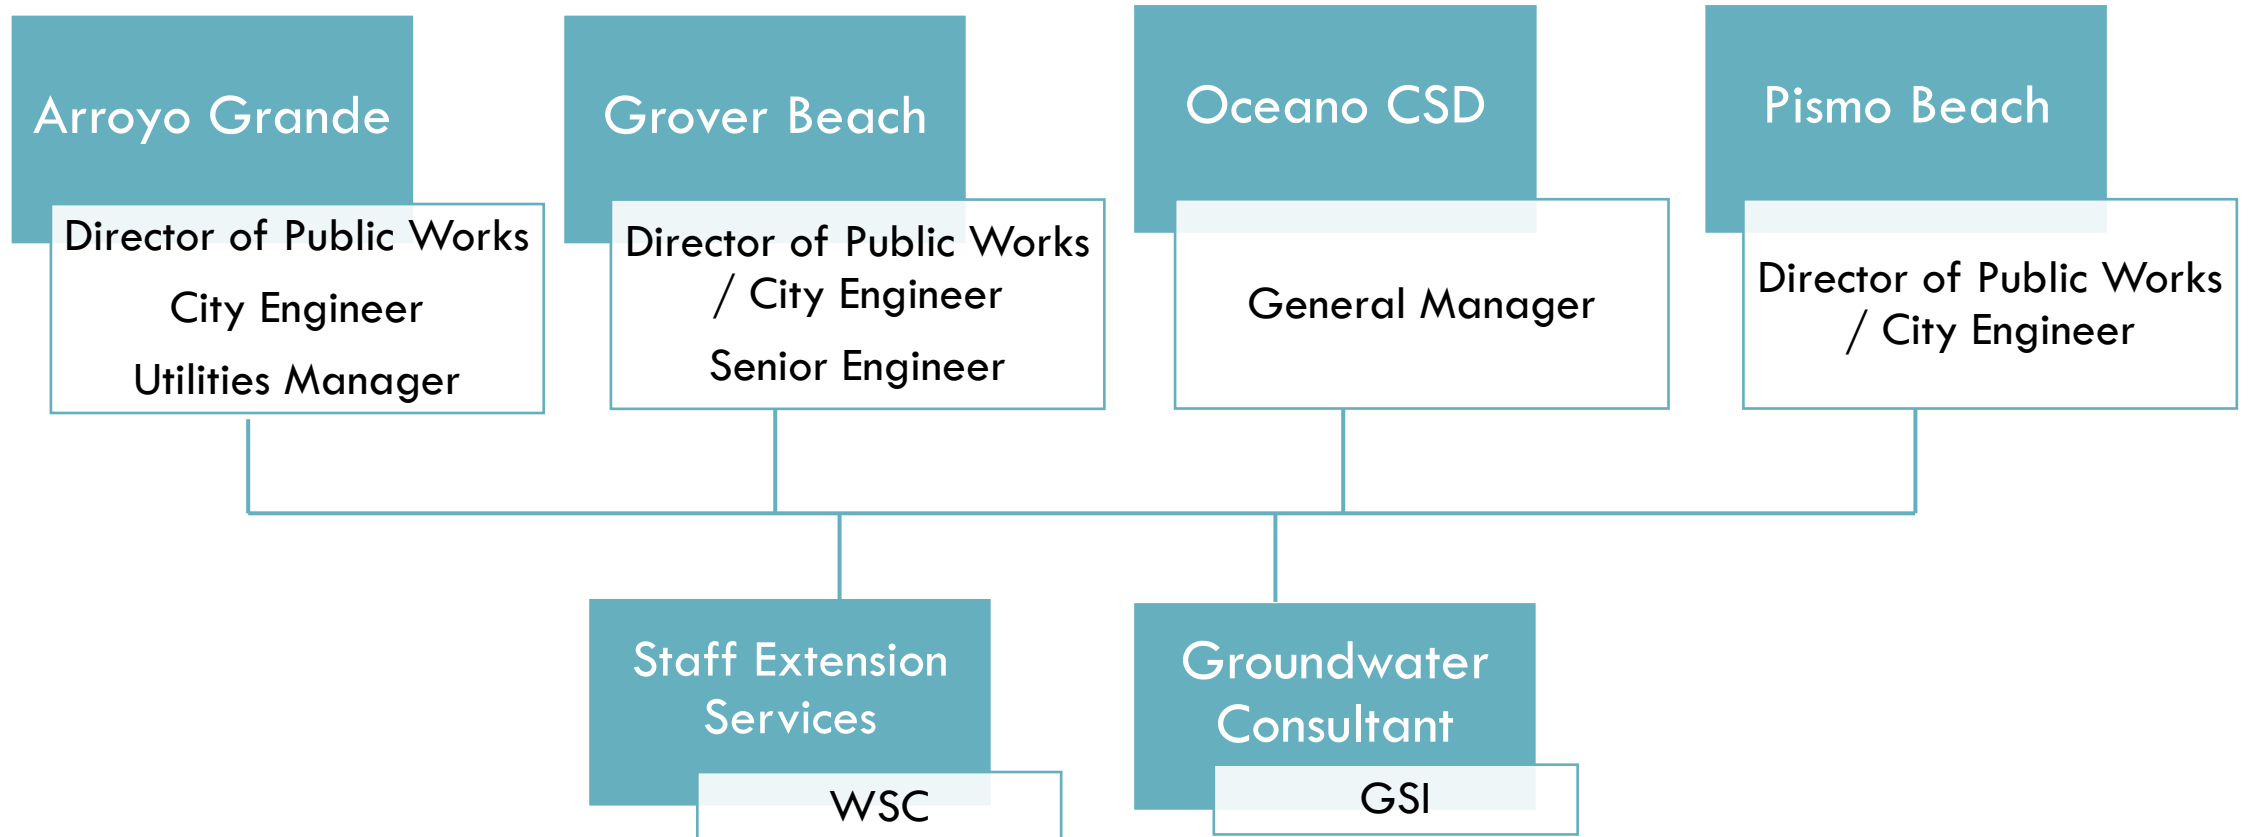 Arroyo Grande
Director of Public Works
City Engineer
Utilities Manager
Grover Beach
Director of Public Works
/ City Engineer
Senior Engineer
Oceano CSD
General Manager
Pismo Beach
Director of Public Works
/ City Engineer
Staff Extension
Services
WSC
Groundwater
Consultant
GSI